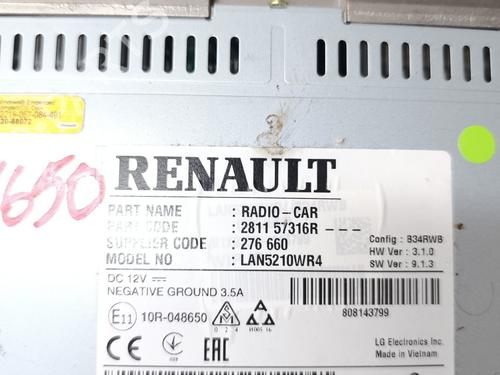 650
RENAULT
PART NAME : RADIO-CAR
PART CODE : 2811 57316R - - -
SUPPLIER CODE : 276 660
MODEL NO : LAN5210WR4
Config : B34RWB
HW Ver : 3.1.0
SW Ver : 9.1.3
DC 12V
NEGATIVE GROUND 3.5A
E11 10R-048650
EAC
CE
808143799
LG Electronics Inc.
Made in Vietnam